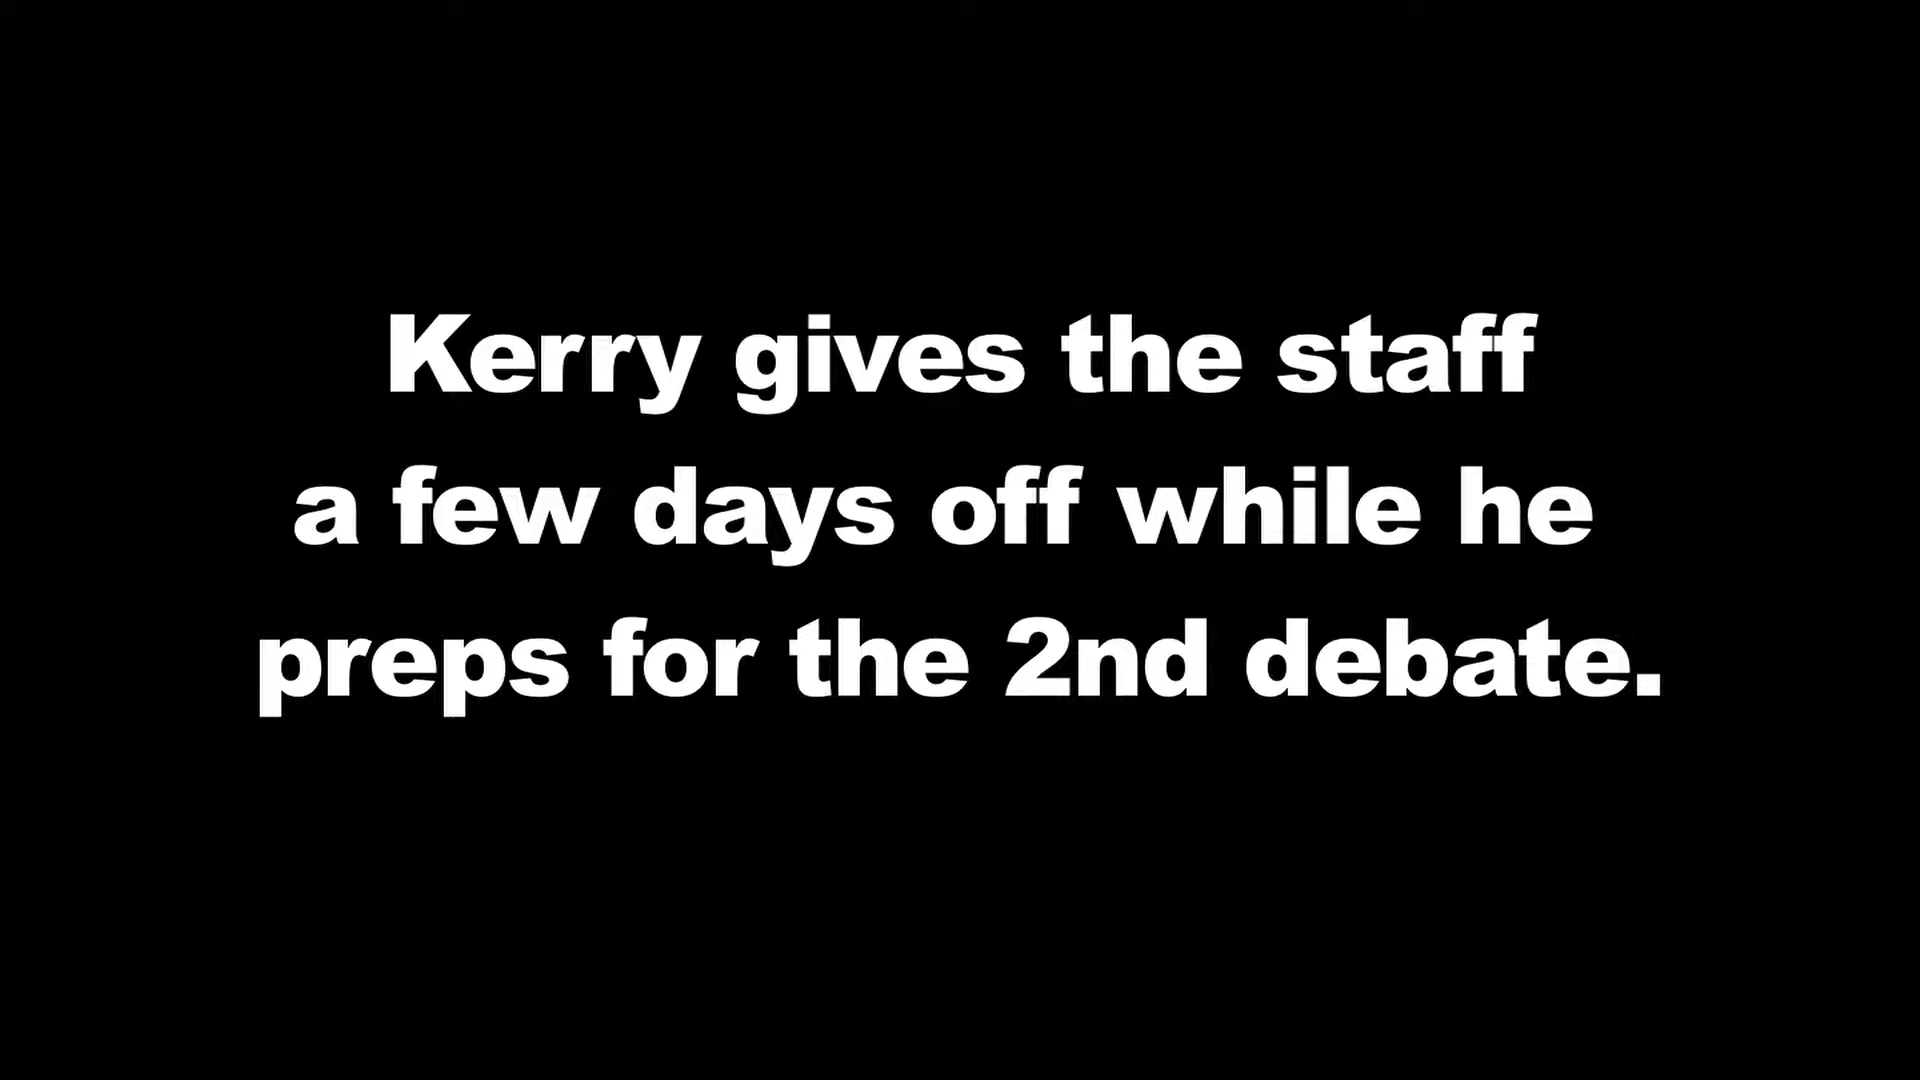 Kerry gives the staff
a few days off while he
preps for the 2nd debate.